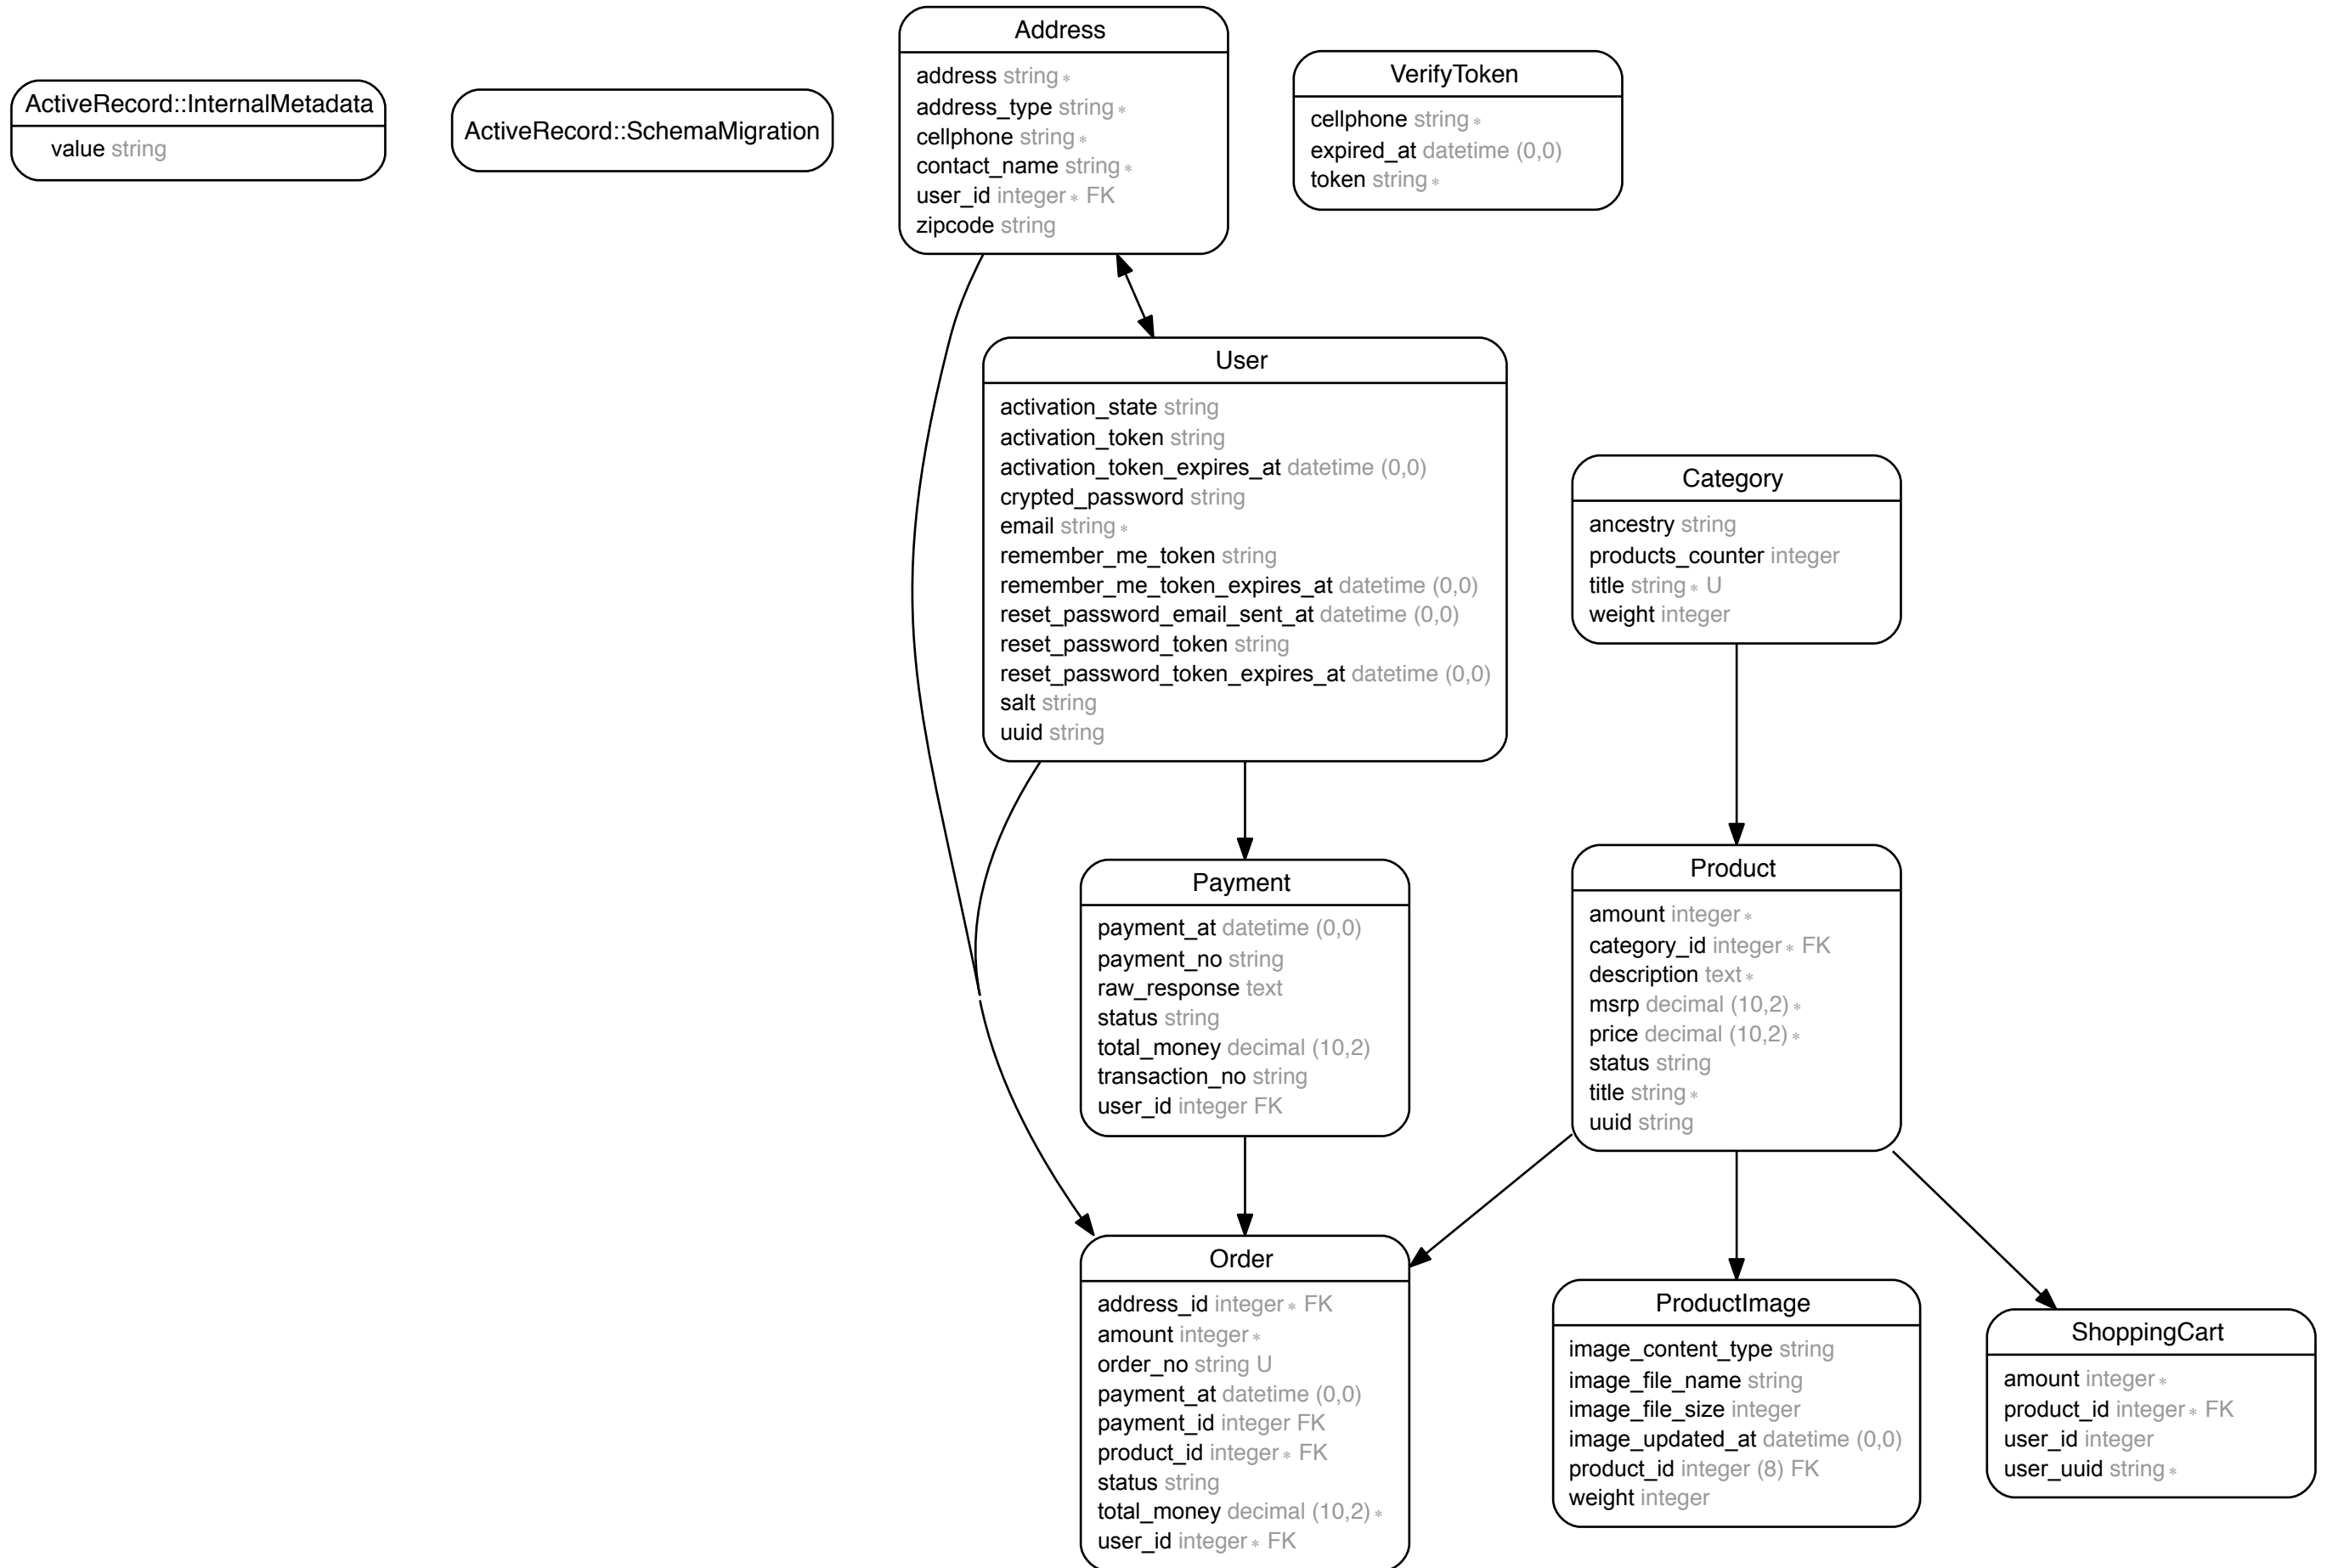 ActiveRecord::InternalMetadata
value string
ActiveRecord::SchemaMigration
Address
address string *
address_type string *
cellphone string *
contact_name string *
user_id integer * FK
zipcode string
VerifyToken
cellphone string *
expired_at datetime (0,0)
token string *
User
activation_state string
activation_token string
activation_token_expires_at datetime (0,0)
crypted_password string
email string *
remember_me_token string
remember_me_token_expires_at datetime (0,0)
reset_password_email_sent_at datetime (0,0)
reset_password_token string
reset_password_token_expires_at datetime (0,0)
salt string
uuid string
Category
ancestry string
products_counter integer
title string * U
weight integer
Payment
payment_at datetime (0,0)
payment_no string
raw_response text
status string
total_money decimal (10,2)
transaction_no string
user_id integer FK
Product
amount integer *
category_id integer * FK
description text *
msrp decimal (10,2) *
price decimal (10,2) *
status string
title string *
uuid string
Order
address_id integer * FK
amount integer *
order_no string U
payment_at datetime (0,0)
payment_id integer FK
product_id integer * FK
status string
total_money decimal (10,2) *
user_id integer * FK
ProductImage
image_content_type string
image_file_name string
image_file_size integer
image_updated_at datetime (0,0)
product_id integer (8) FK
weight integer
ShoppingCart
amount integer *
product_id integer * FK
user_id integer
user_uuid string *